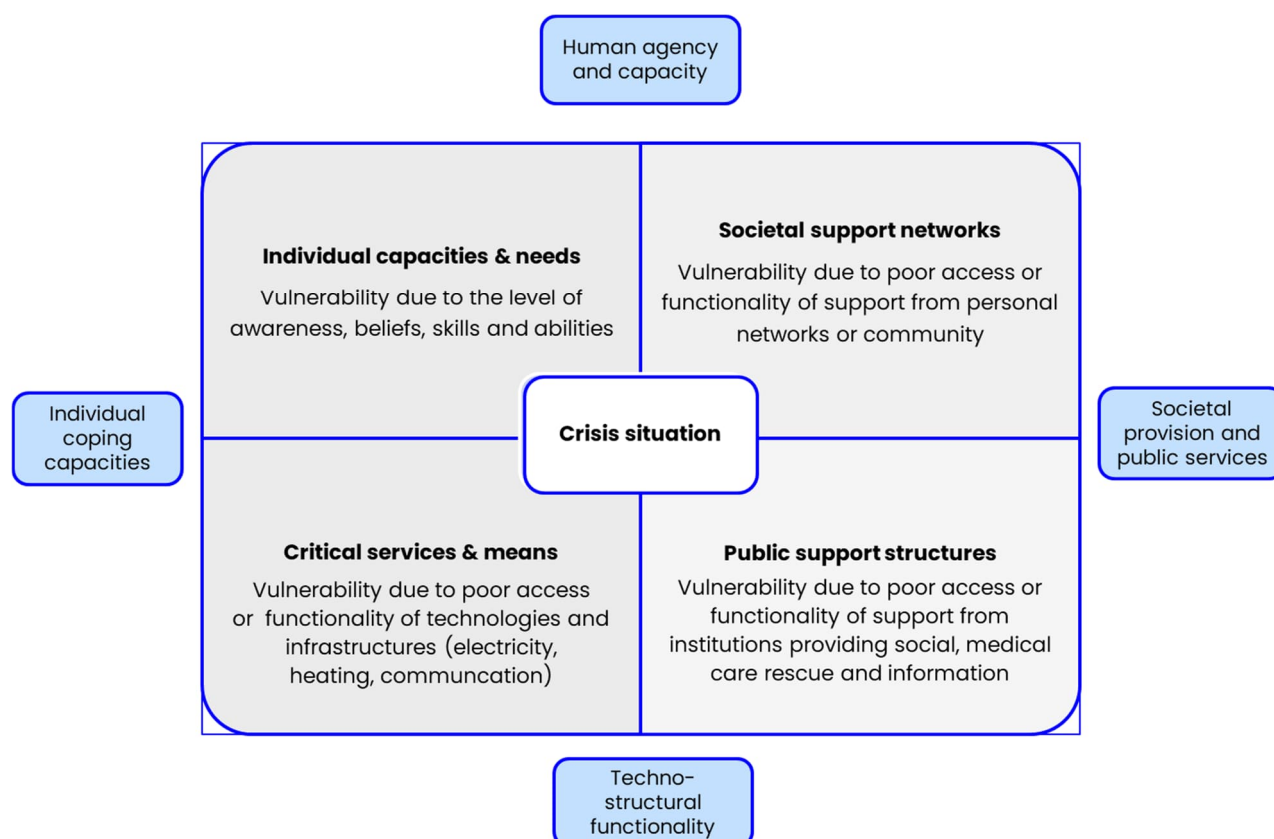 Human agency
and capacity
Individual capacities & needs
Vulnerability due to the level of
awareness, beliefs, skills and abilities
Societal support networks
Vulnerability due to poor access or
functionality of support from personal
networks or community
Individual
coping
capacities
Crisis situation
Societal
provision and
public services
Critical services & means
Vulnerability due to poor access
or functionality of technologies and
infrastructures (electricity,
heating, communcation)
Public support structures
Vulnerability due to poor access or
functionality of support from
institutions providing social, medical
care rescue and information
Techno-
structural
functionality